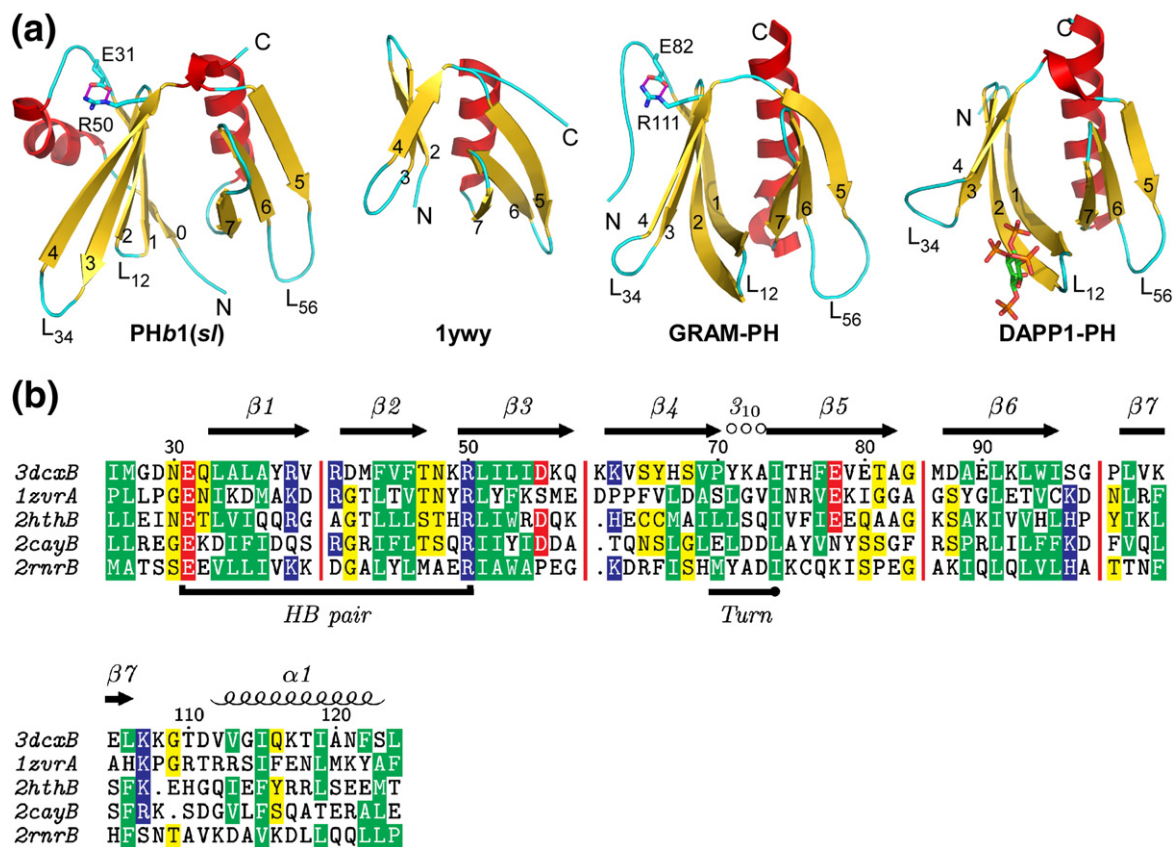 (a)
E31
C
R50
5
7
6
4
3
2
1
0
N
L12
L34
L56
PHb1(sl)
4
3
2
N
C
7
6
5
1ywy
E82
C
R111
N
4
3
2
1
7
6
5
L34
L12
L56
GRAM-PH
C
N
4
3
2
1
7
6
5
L34
L12
L56
DAPP1-PH
(b)
β1 β2 β3 β4 3₁₀ β5 β6 β7
30 50 70 80 90
3dcxB IMGDNEQLALAYRV RDMFVFTNKRLILIDKQ KKVSYHSVPYKAITHFEVETAG MDAELKLWISG PLVK
1zvrA PLLPGENIKDMAKD RGTLTVTNYRLYFKSME DPPFVLDASLGVINRVEKIGGA GSYGLETVCKD NLRF
2hthB LLEINETLVIQQRG AGTLLLSTHRLIWRDQK .HECCMAILLSQIVFIEEQAAG KSAKIVVHLHP YIKL
2cayB LLREGEKDIFIDQS RGRIFLTSQRIIYIDDA .TQNSLGLELDDLAYVNYSSGF RSPRLILFFKD FVQL
2rnrB MATSSEEVLLIVKK DGALYLMAERIAWAPEG .KDRFISHMYADIKCQKISPEG AKIQLQLVLHA TTNF
HB pair Turn
β7 α1
110 120
3dcxB ELKKGTDVVGIQKTIANFSL
1zvrA AHKPGRTRRSIFENLMKYAF
2hthB SFK.EHGQIEFYRRLSEEMT
2cayB SFRK.SDGVLFSQATERALE
2rnrB HFSNTAVKDAVKDLLQQLLP